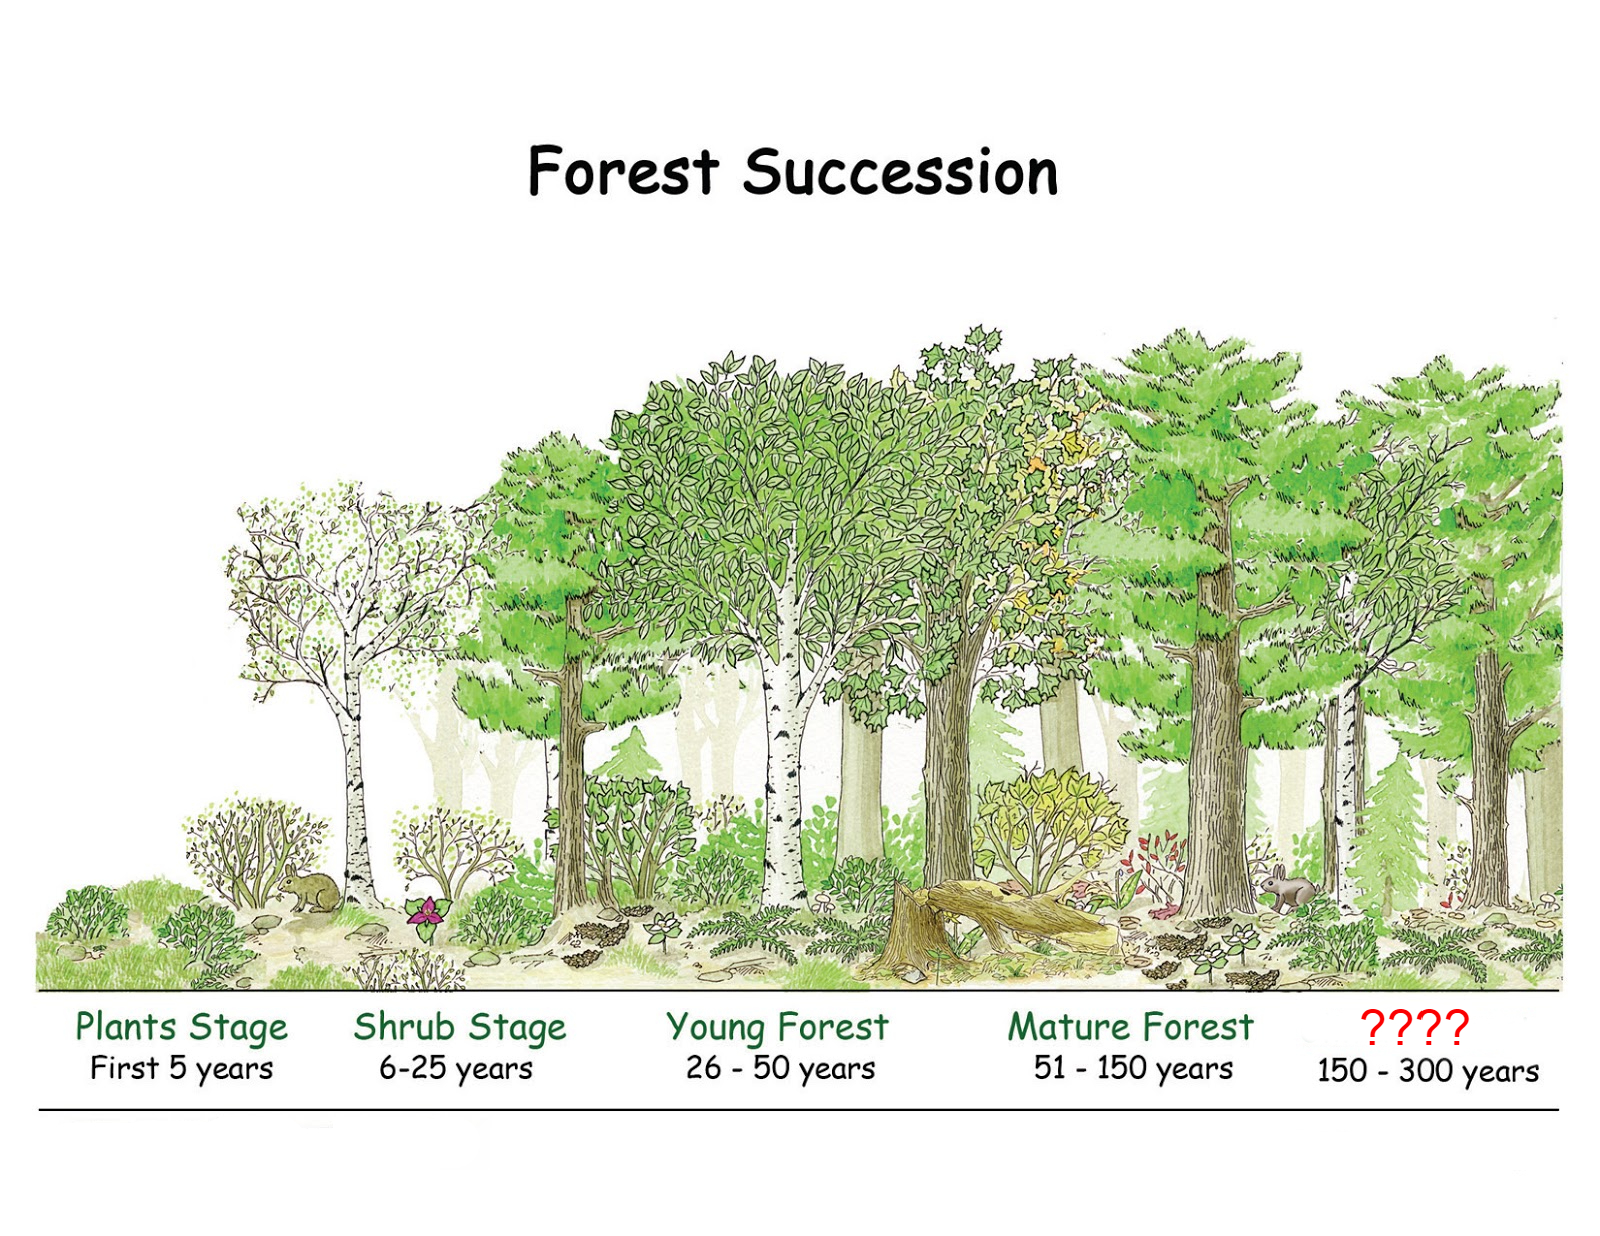 Forest Succession
Plants Stage
First 5 years
Shrub Stage
6-25 years
Young Forest
26 - 50 years
Mature Forest
51 - 150 years
????
150 - 300 years